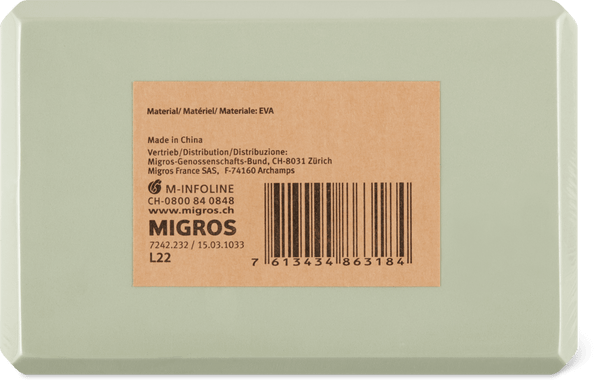 Material/ Matériel/ Materiale: EVA
Made in China
Vertrieb/Distribution/Distribuzione:
Migros-Genossenschafts-Bund, CH-8031 Zürich
Migros France SAS, F-74160 Archamps
M-INFOLINE
CH-0800 84 0848
www.migros.ch
MIGROS
7242.232 / 15.03.1033
L22
7 613434 863184